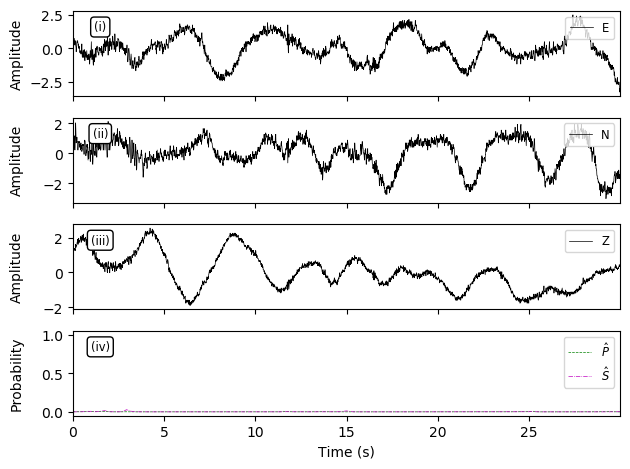 2.5
0.0
−2.5
Amplitude
(i)
E
2
0
−2
Amplitude
(ii)
N
2
0
−2
Amplitude
(iii)
Z
1.0
0.5
0.0
Probability
(iv)
P̂
Ŝ
0 5 10 15 20 25
Time (s)